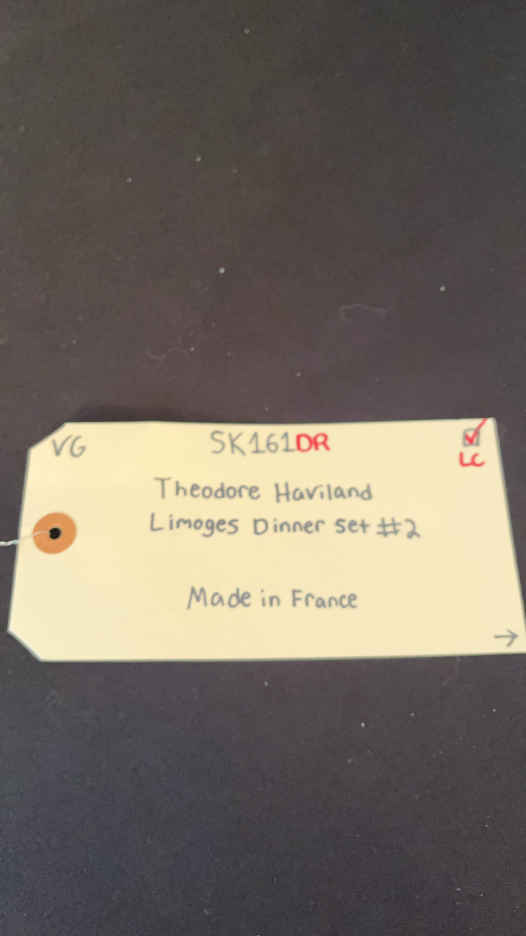 VG SK161DR
LC
Theodore Haviland
Limoges Dinner Set #2
Made in France
→